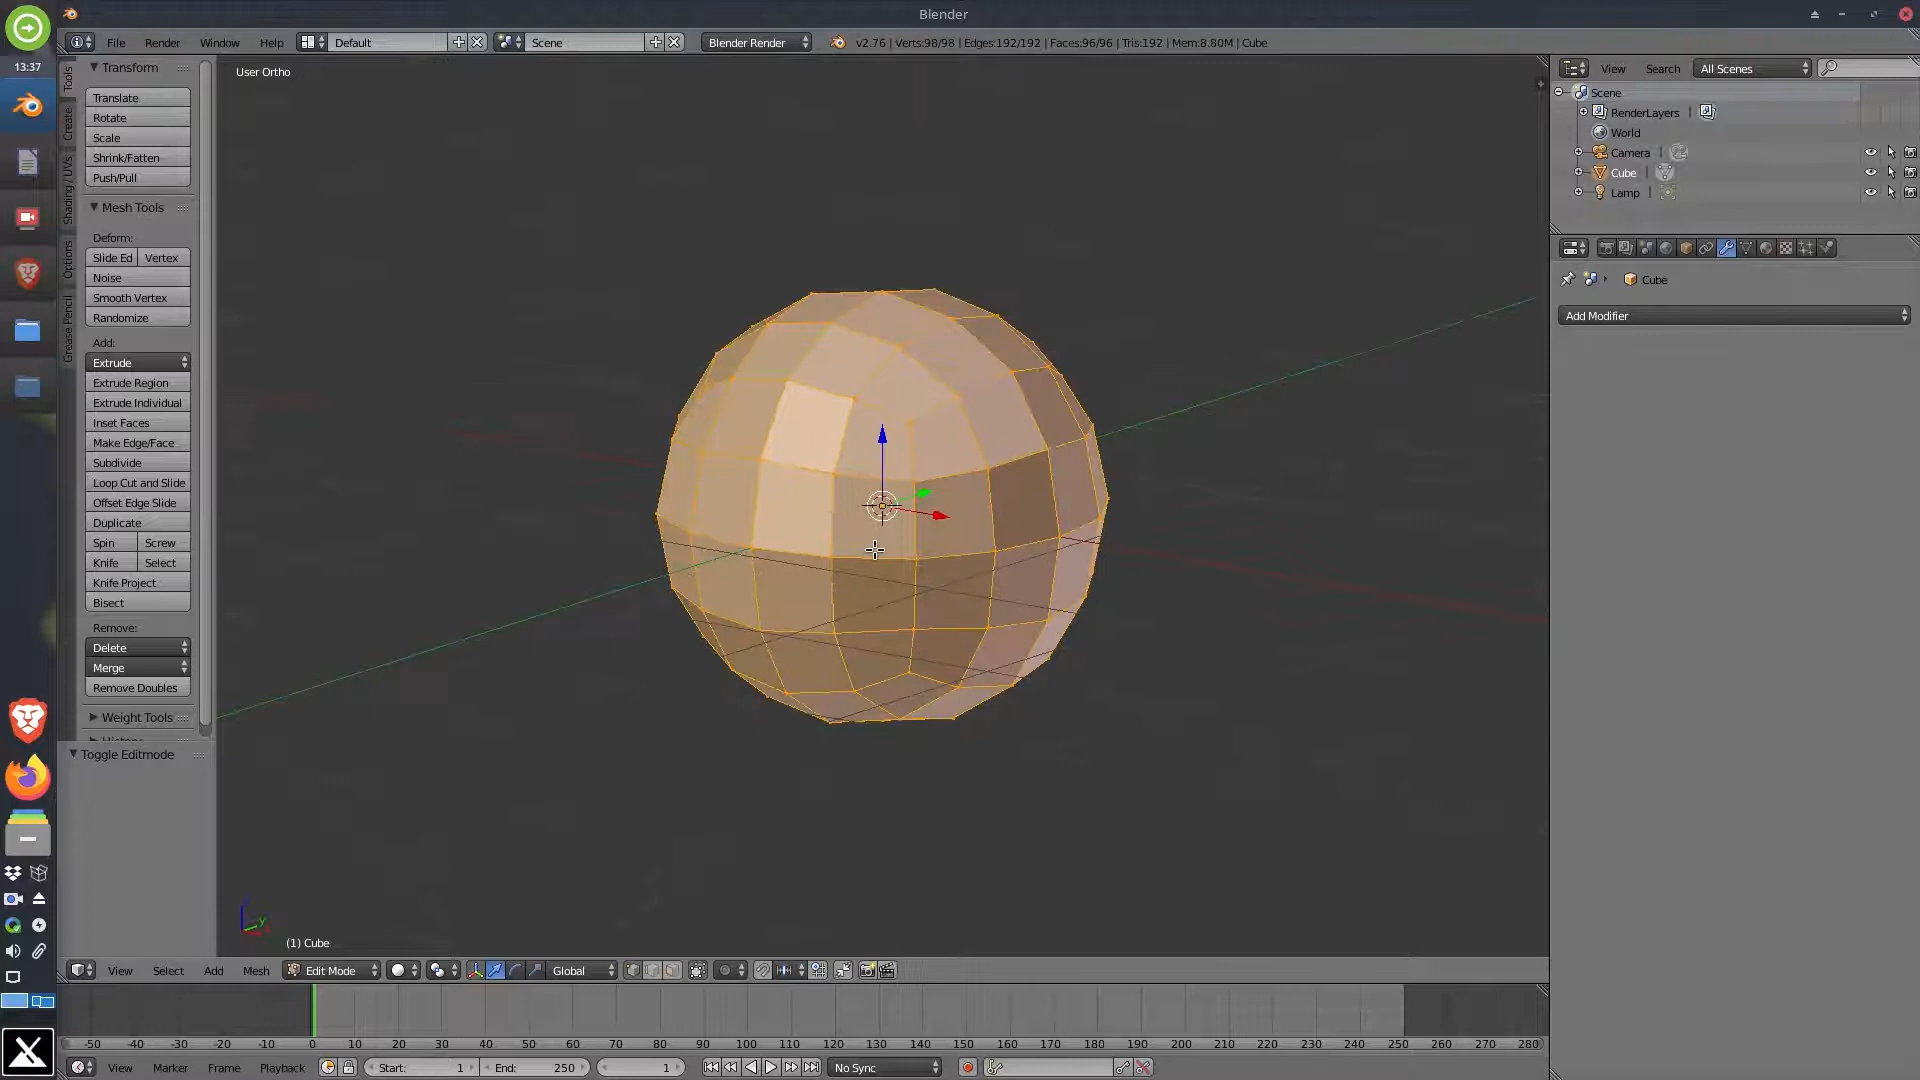 Blender
File Render Window Help Default Scene Blender Render v2.76 | Verts:98/98 | Edges:192/192 | Faces:96/96 | Tris:192 | Mem:8.80M | Cube
13:37
Tools
Create
Shading / UVs
Options
Grease Pencil
Transform
Translate
Rotate
Scale
Shrink/Fatten
Push/Pull
Mesh Tools
Deform:
Slide Ed Vertex
Noise
Smooth Vertex
Randomize
Add:
Extrude
Extrude Region
Extrude Individual
Inset Faces
Make Edge/Face
Subdivide
Loop Cut and Slide
Offset Edge Slide
Duplicate
Spin Screw
Knife Select
Knife Project
Bisect
Remove:
Delete
Merge
Remove Doubles
Weight Tools
Toggle Editmode
User Ortho
(1) Cube
View Search All Scenes
Scene
RenderLayers
World
Camera
Cube
Lamp
Cube
Add Modifier
View Select Add Mesh Edit Mode Global
-50 -40 -30 -20 -10 0 10 20 30 40 50 60 70 80 90 100 110 120 130 140 150 160 170 180 190 200 210 220 230 240 250 260 270 280
View Marker Frame Playback Start: 1 End: 250 1 No Sync